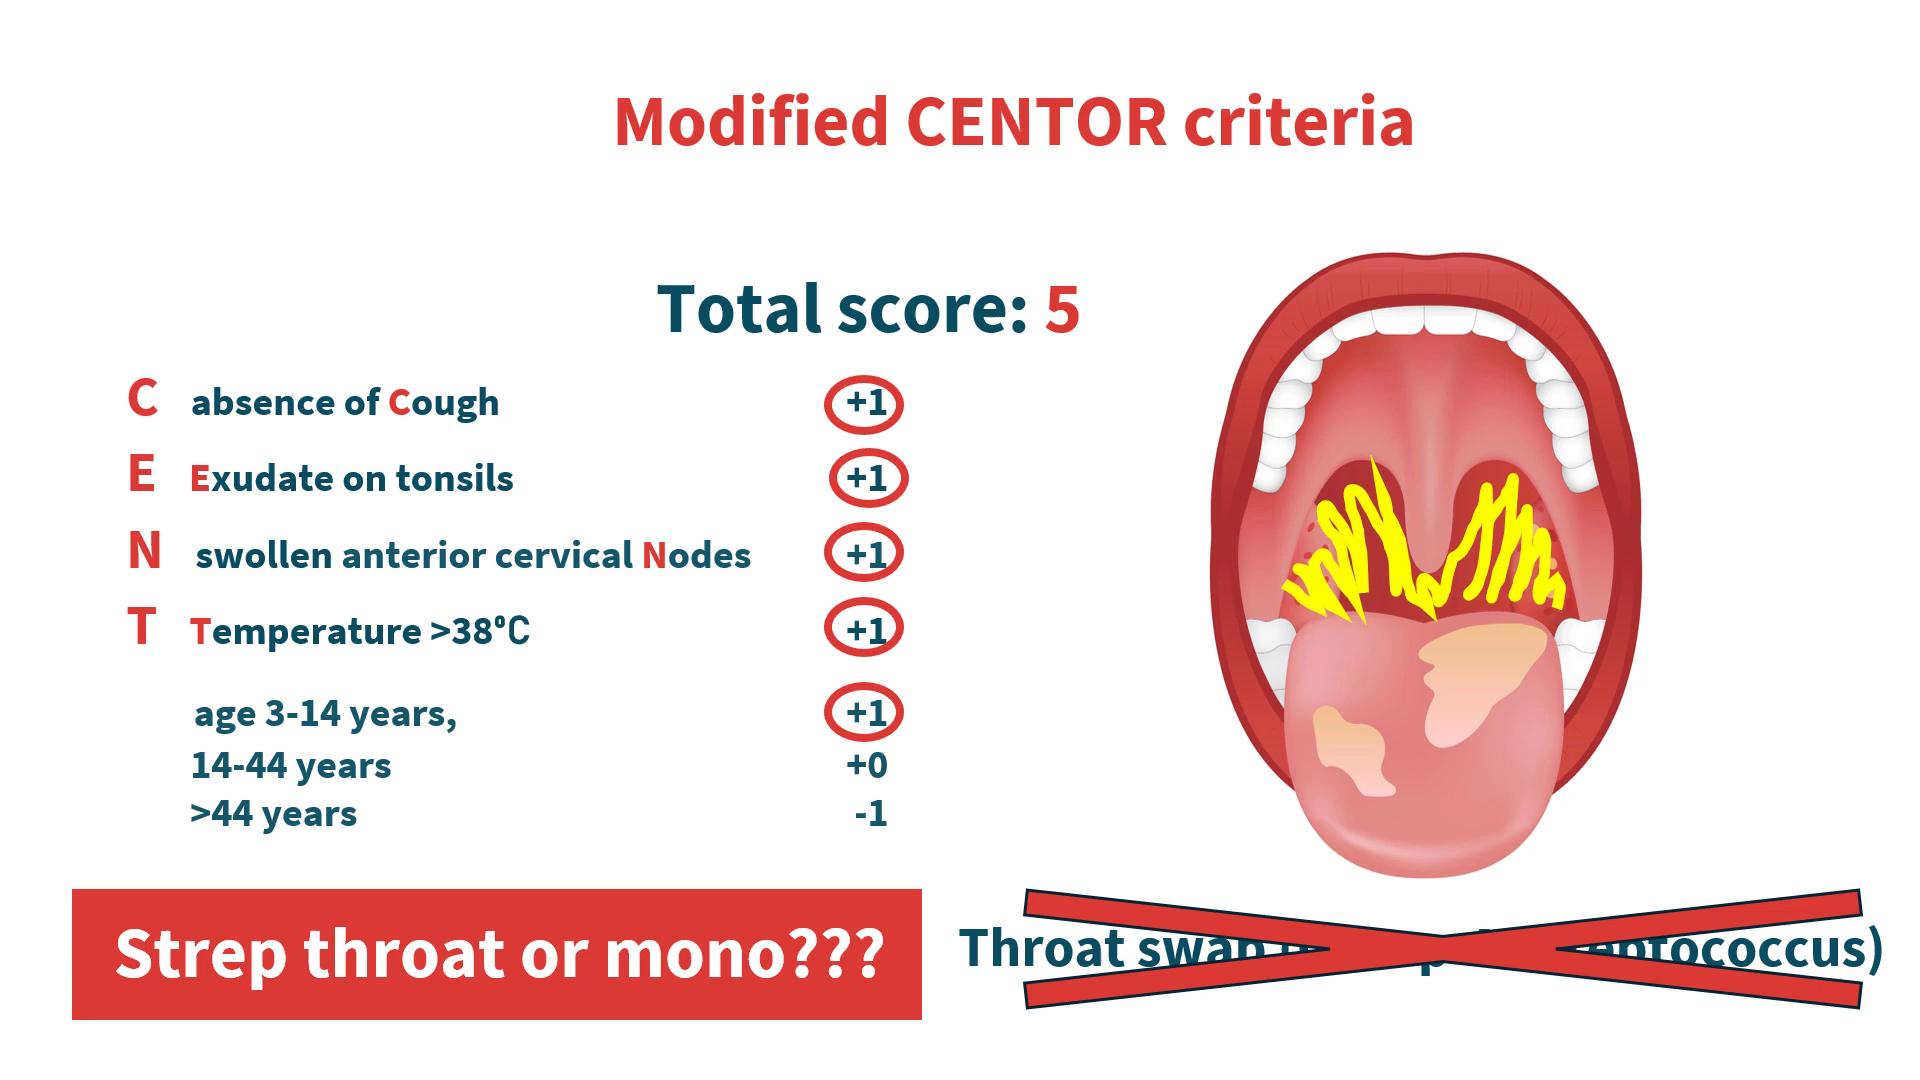 Modified CENTOR criteria
Total score: 5
C absence of Cough +1
E Exudate on tonsils +1
N swollen anterior cervical Nodes +1
T Temperature >38°C +1
age 3-14 years, +1
14-44 years +0
>44 years -1
Strep throat or mono???
Throat swap